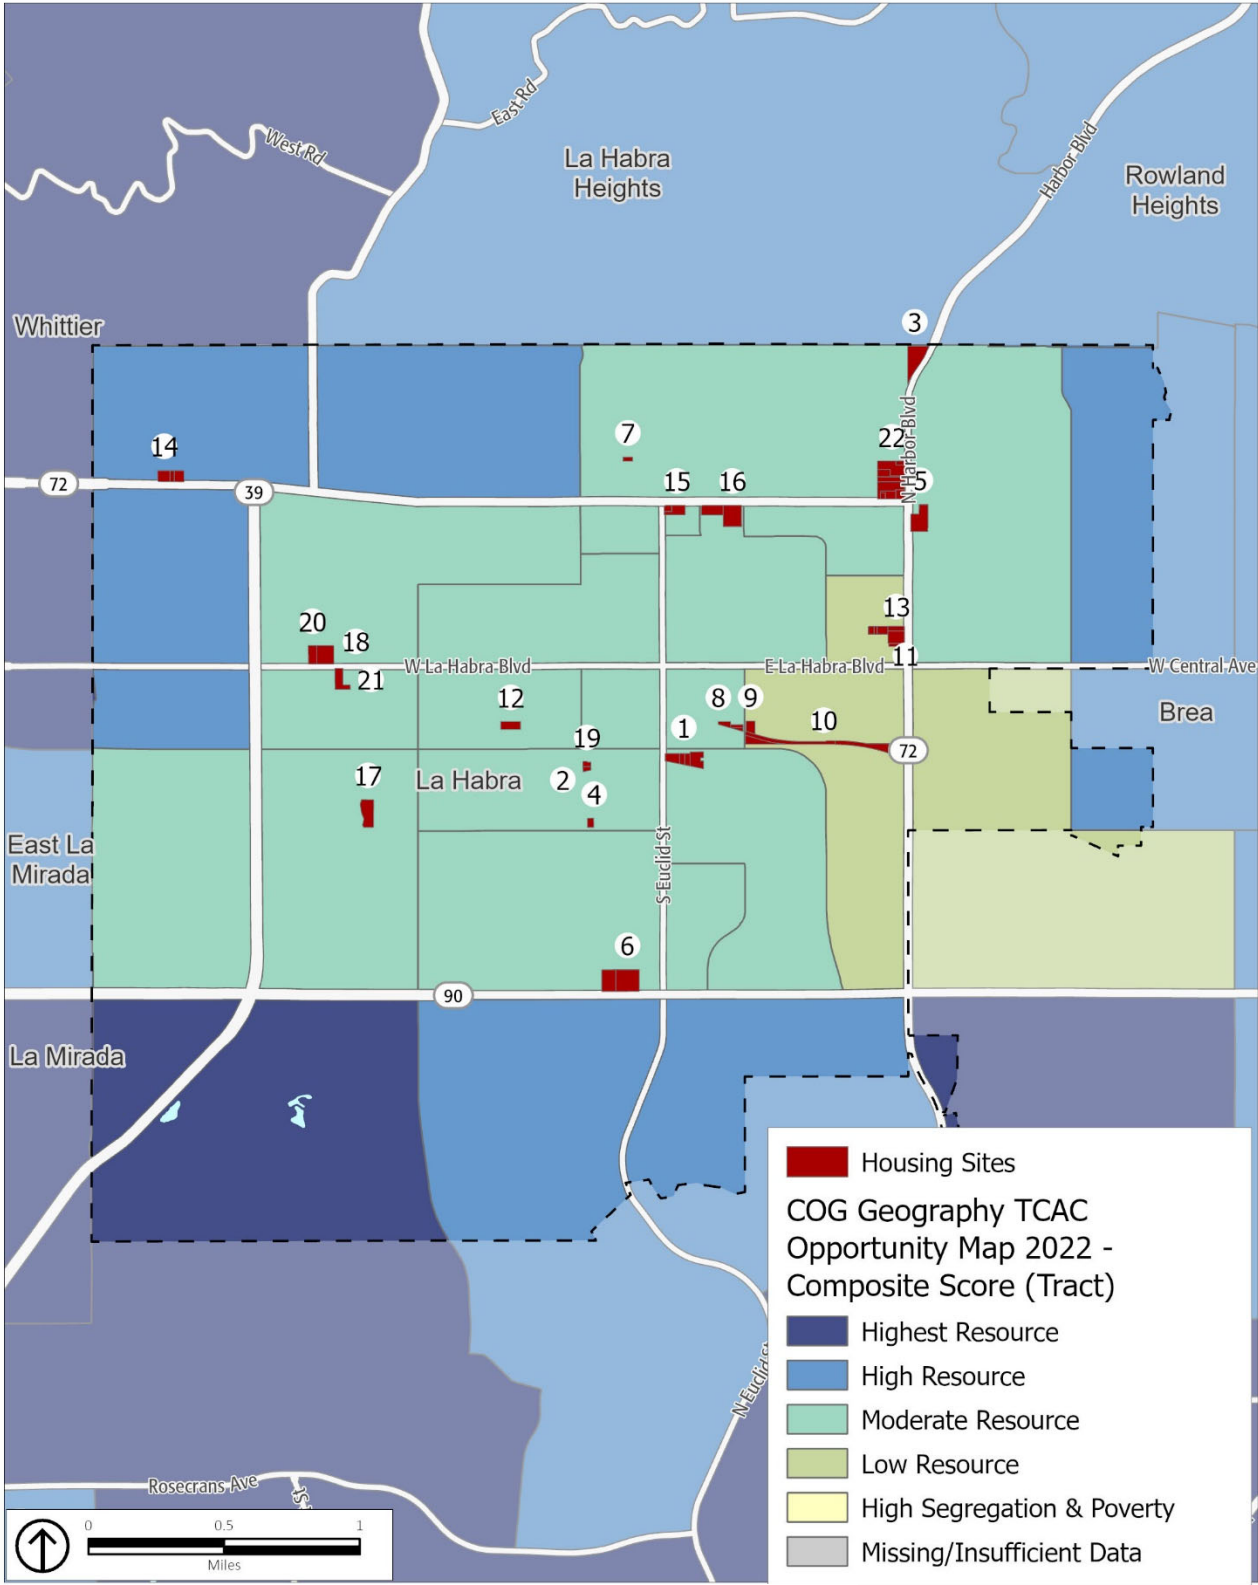 East Rd
West Rd
La Habra
Heights
Harbor Blvd
Rowland
Heights
Whittier
3
14
7
22
N Harbor Blvd
72
39
15
16
5
13
20
18
W La Habra Blvd
E La Habra Blvd
11
W Central Ave
21
12
8
9
10
Brea
1
72
19
17
La Habra
2
4
East La
Mirada
S Euclid St
6
90
La Mirada
Housing Sites
COG Geography TCAC
Opportunity Map 2022 -
Composite Score (Tract)
Highest Resource
High Resource
Moderate Resource
Low Resource
High Segregation & Poverty
Missing/Insufficient Data
N Euclid St
Rosecrans Ave
0
0.5
1
Miles